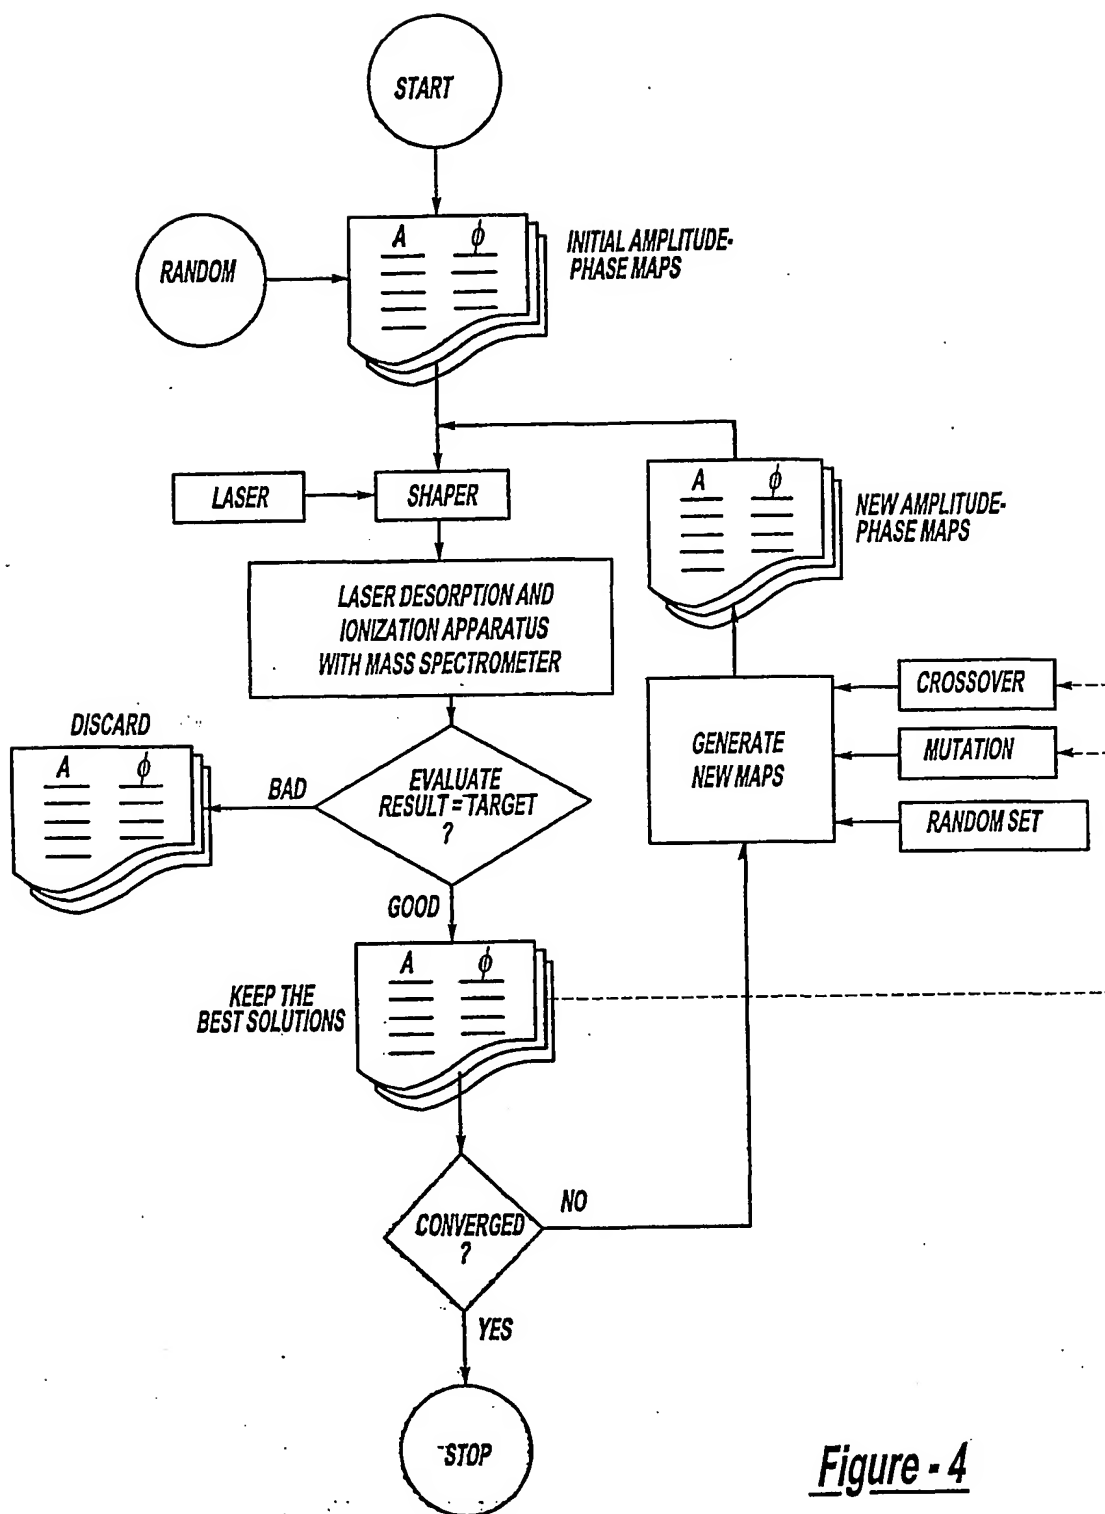 START
RANDOM
A ϕ
INITIAL AMPLITUDE-
PHASE MAPS
LASER
SHAPER
A ϕ
NEW AMPLITUDE-
PHASE MAPS
LASER DESORPTION AND
IONIZATION APPARATUS
WITH MASS SPECTROMETER
GENERATE
NEW MAPS
CROSSOVER
MUTATION
RANDOM SET
DISCARD
A ϕ
BAD
EVALUATE
RESULT = TARGET
?
GOOD
A ϕ
KEEP THE
BEST SOLUTIONS
CONVERGED
?
NO
YES
STOP
Figure - 4